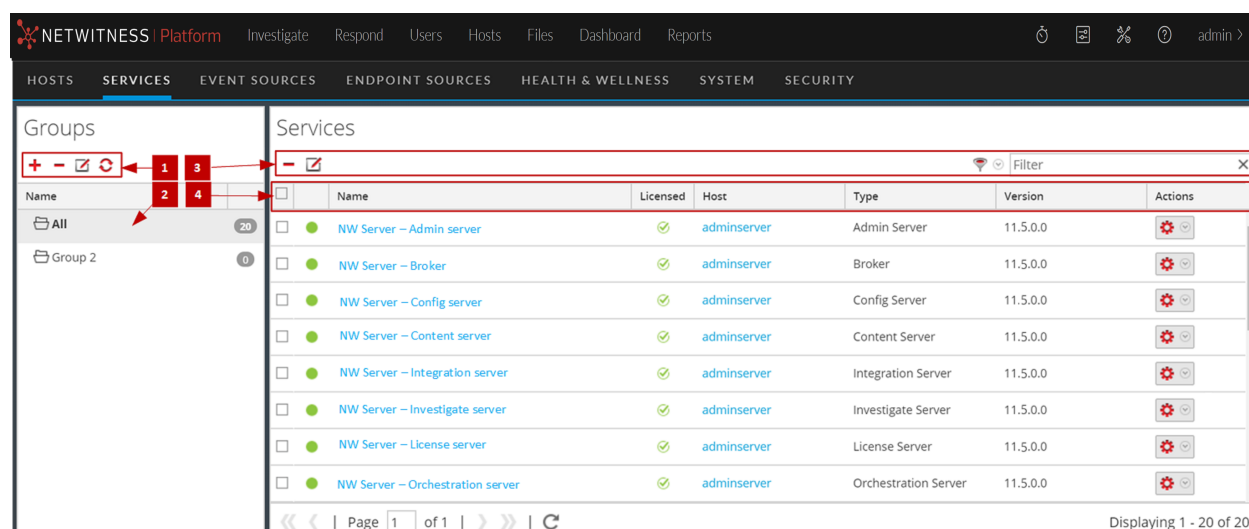 NETWITNESS | Platform Investigate Respond Users Hosts Files Dashboard Reports admin >
HOSTS SERVICES EVENT SOURCES ENDPOINT SOURCES HEALTH & WELLNESS SYSTEM SECURITY
Groups
Services
1 3
Filter
2 4
Name
Name Licensed Host Type Version Actions
All 20
NW Server – Admin server adminserver Admin Server 11.5.0.0
Group 2 0
NW Server – Broker adminserver Broker 11.5.0.0
NW Server – Config server adminserver Config Server 11.5.0.0
NW Server – Content server adminserver Content Server 11.5.0.0
NW Server – Integration server adminserver Integration Server 11.5.0.0
NW Server – Investigate server adminserver Investigate Server 11.5.0.0
NW Server – License server adminserver License Server 11.5.0.0
NW Server – Orchestration server adminserver Orchestration Server 11.5.0.0
| Page 1 of 1 | | Displaying 1 - 20 of 20